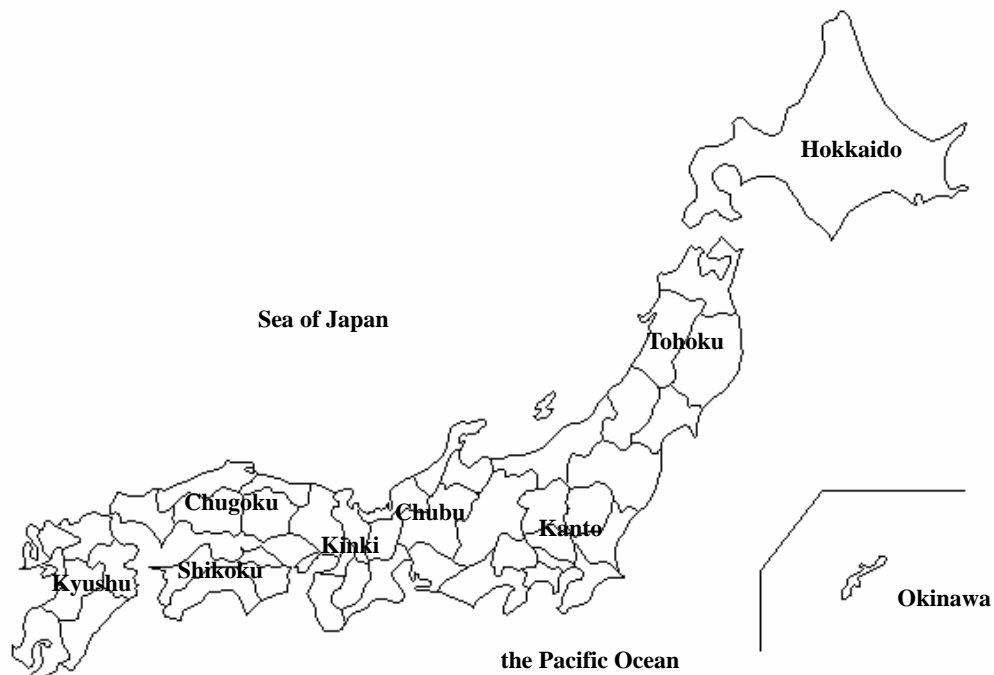 Hokkaido
Sea of Japan
Tohoku
Chugoku
Chubu
Kanto
Kinki
Shikoku
Kyushu
Okinawa
the Pacific Ocean